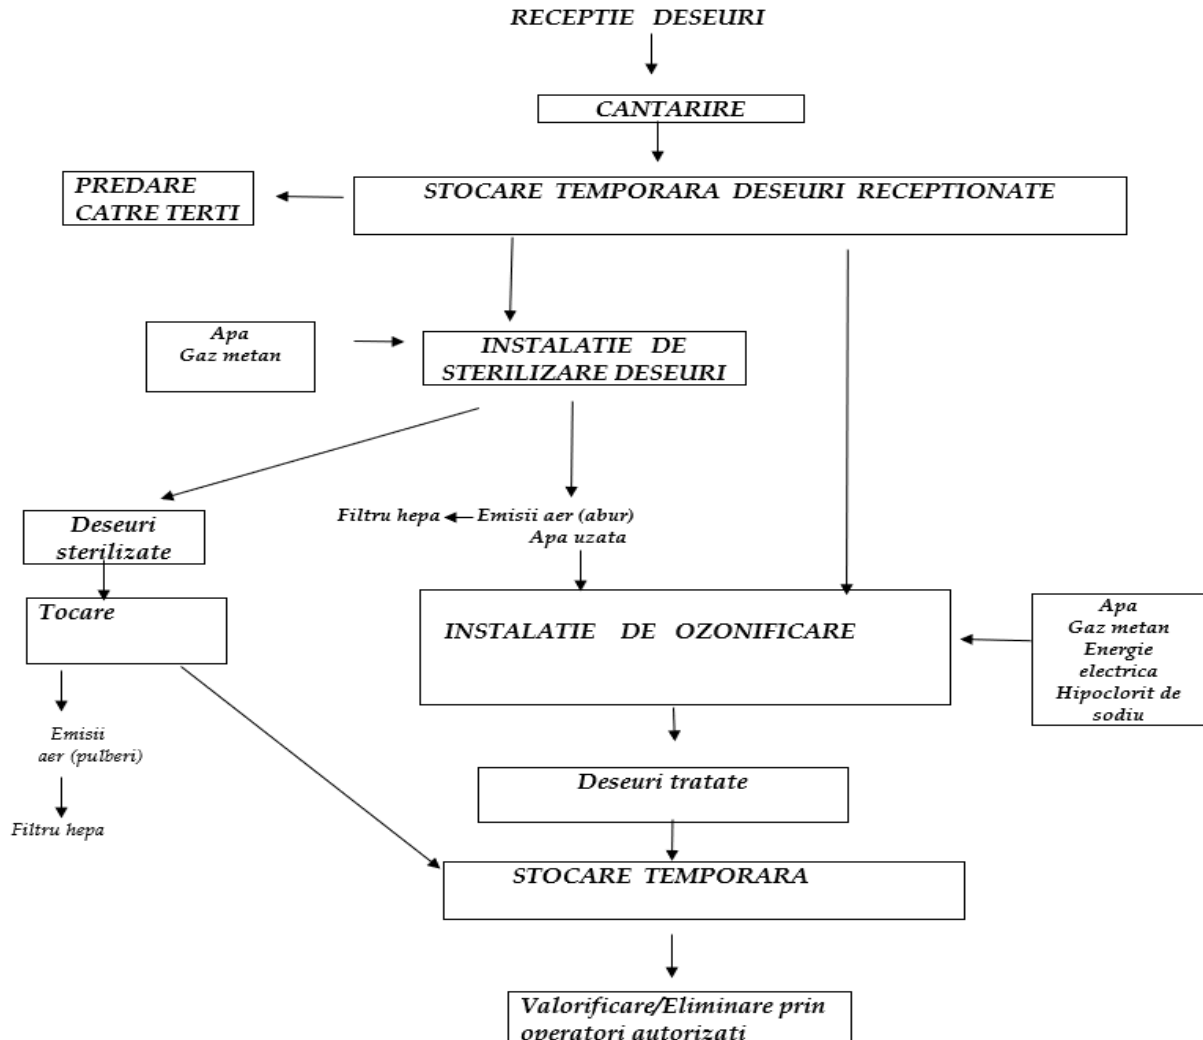 RECEPTIE DESEURI
CANTARIRE
PREDARE
CATRE TERTI
STOCARE TEMPORARA DESEURI RECEPTIONATE
Apa
Gaz metan
INSTALATIE DE
STERILIZARE DESEURI
Filtru hepa
Emisii aer (abur)
Apa uzata
Deseuri
sterilizate
Tocare
INSTALATIE DE OZONIFICARE
Apa
Gaz metan
Energie
electrica
Hipoclorit de
sodiu
Emisii
aer (pulberi)
Filtru hepa
Deseuri tratate
STOCARE TEMPORARA
Valorificare/Eliminare prin
operatori autorizati